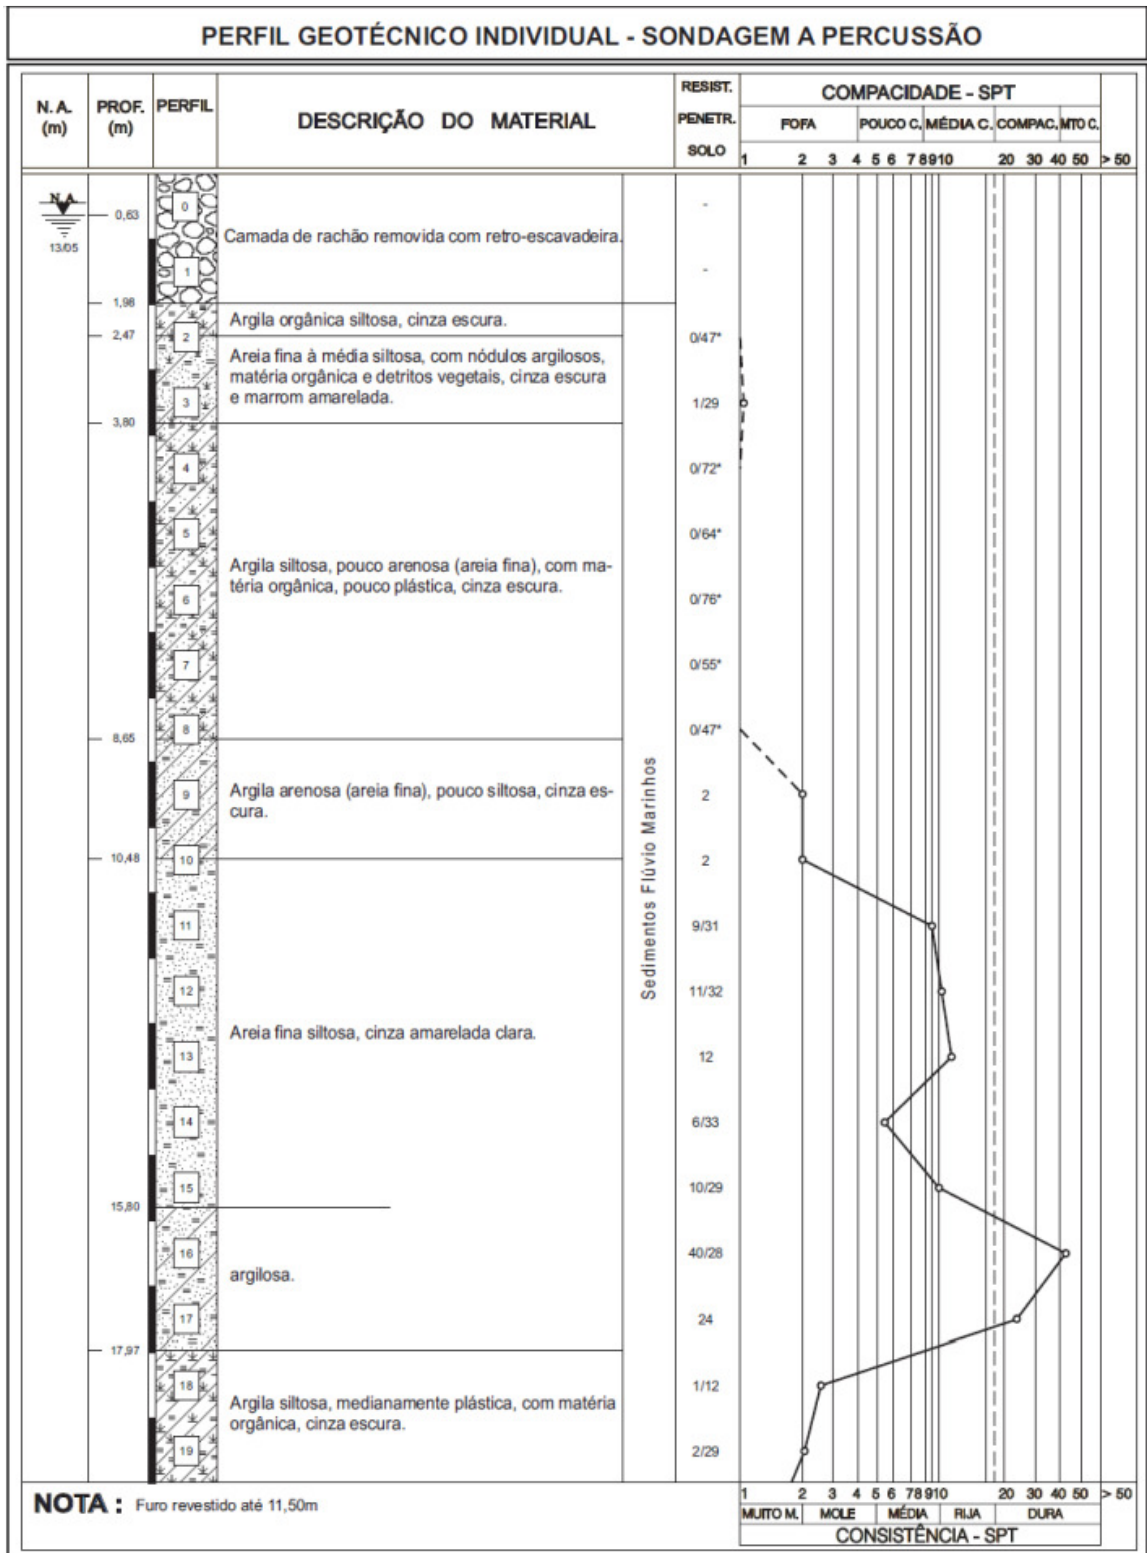 PERFIL GEOTÉCNICO INDIVIDUAL - SONDAGEM A PERCUSSÃO
N. A. (m)
PROF. (m)
PERFIL
DESCRIÇÃO DO MATERIAL
RESIST. PENETR. SOLO
COMPACIDADE - SPT
FOFA POUCO C. MÉDIA C. COMPAC. MTO C.
1 2 3 4 5 6 7 8 9 10 20 30 40 50 > 50
N.A.
13/05
0 -
0,63
Camada de rachão removida com retro-escavadeira.
1 -
1,98
Argila orgânica siltosa, cinza escura.
2,47
2 0/47*
Areia fina à média siltosa, com nódulos argilosos,
matéria orgânica e detritos vegetais, cinza escura
e marrom amarelada.
3 1/29
3,80
4 0/72*
5 0/64*
Argila siltosa, pouco arenosa (areia fina), com ma-
téria orgânica, pouco plástica, cinza escura.
6 0/76*
7 0/55*
8 0/47*
8,65
Argila arenosa (areia fina), pouco siltosa, cinza es-
cura.
9 2
10,48
10 2
11 9/31
12 11/32
Areia fina siltosa, cinza amarelada clara.
13 12
14 6/33
15 10/29
15,80
16 40/28
argilosa.
17 24
17,97
18 1/12
Argila siltosa, medianamente plástica, com matéria
orgânica, cinza escura.
19 2/29
Sedimentos Flúvio Marinhos
NOTA : Furo revestido até 11,50m
1 2 3 4 5 6 7 8 9 10 20 30 40 50 > 50
MUITO M. MOLE MÉDIA RIJA DURA
CONSISTÊNCIA - SPT